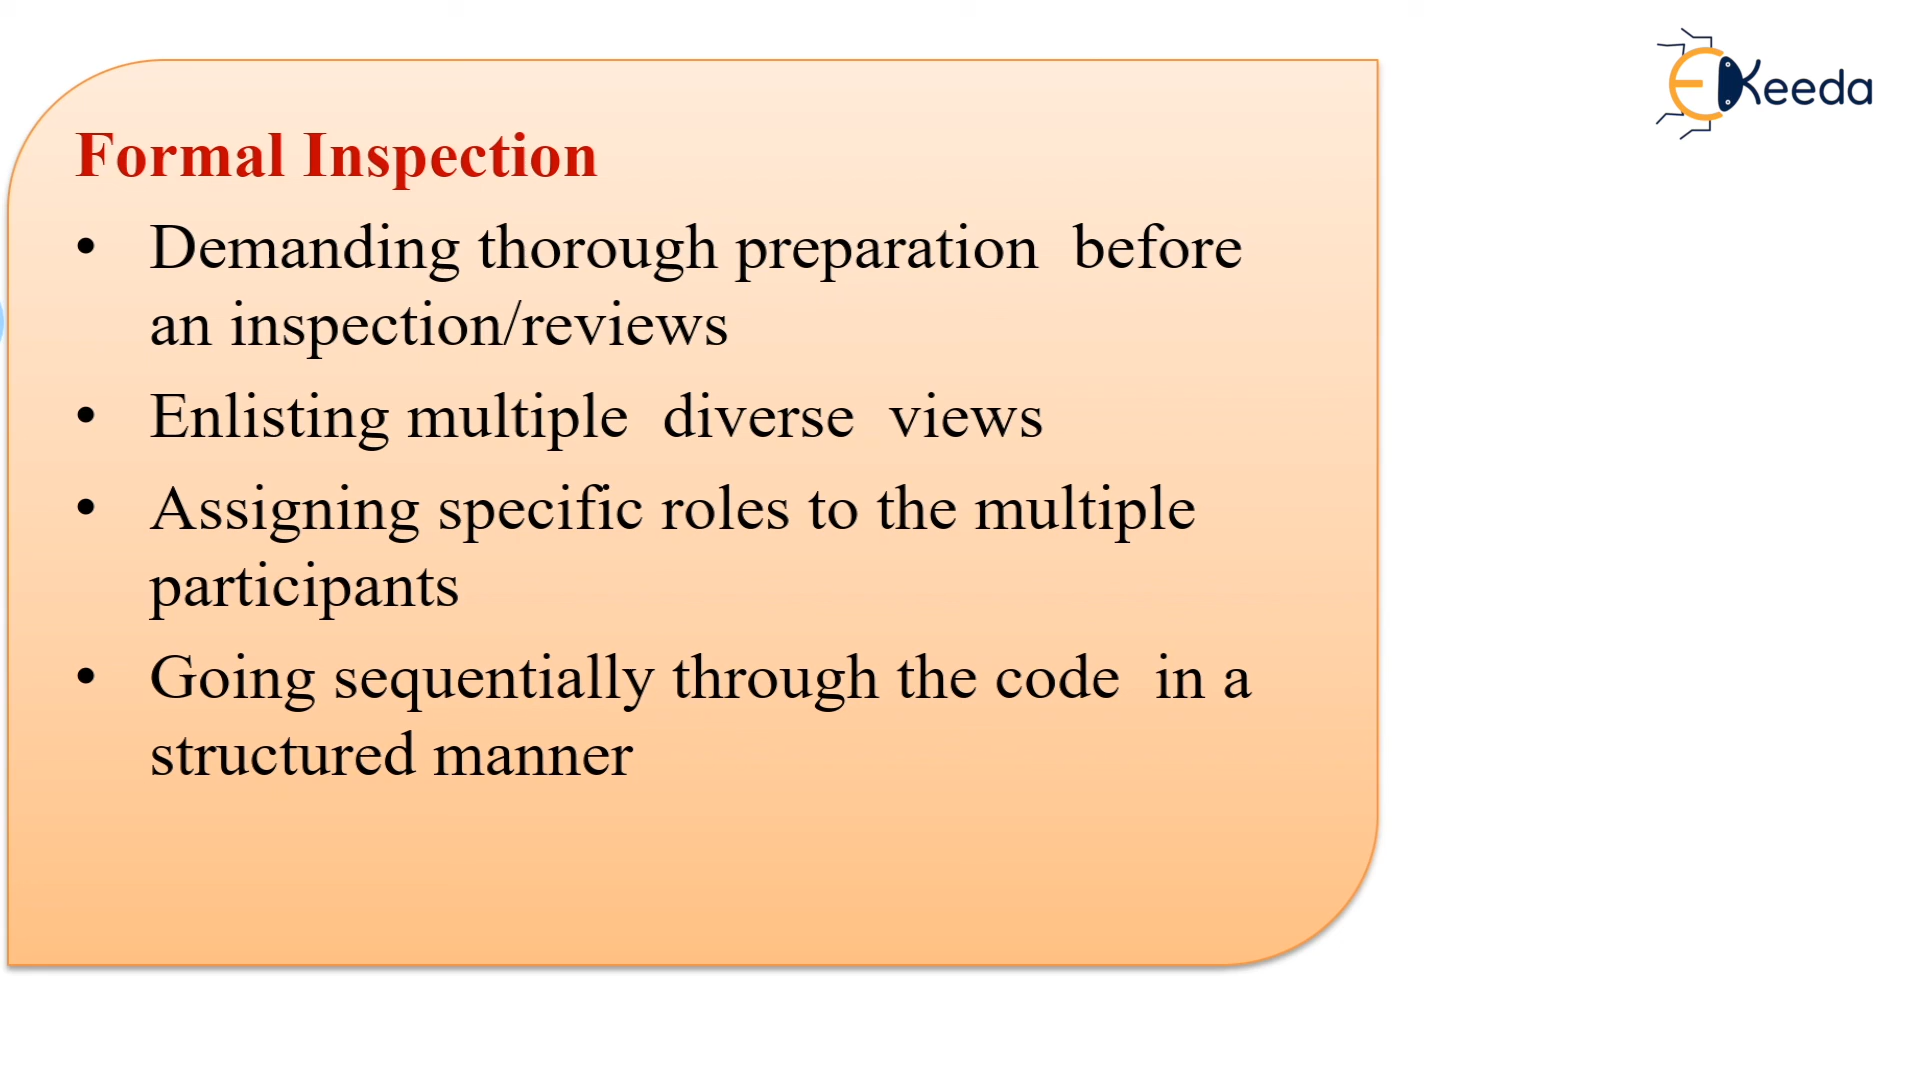 EKeeda
Formal Inspection
• Demanding thorough preparation before
an inspection/reviews
• Enlisting multiple diverse views
• Assigning specific roles to the multiple
participants
• Going sequentially through the code in a
structured manner